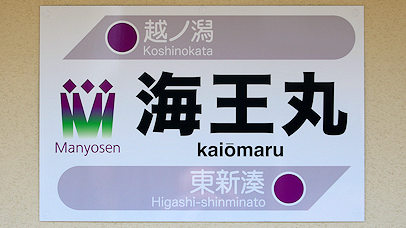 越ノ潟
Koshinokata
海王丸
Manyosen
kaiōmaru
東新湊
Higashi-shinminato